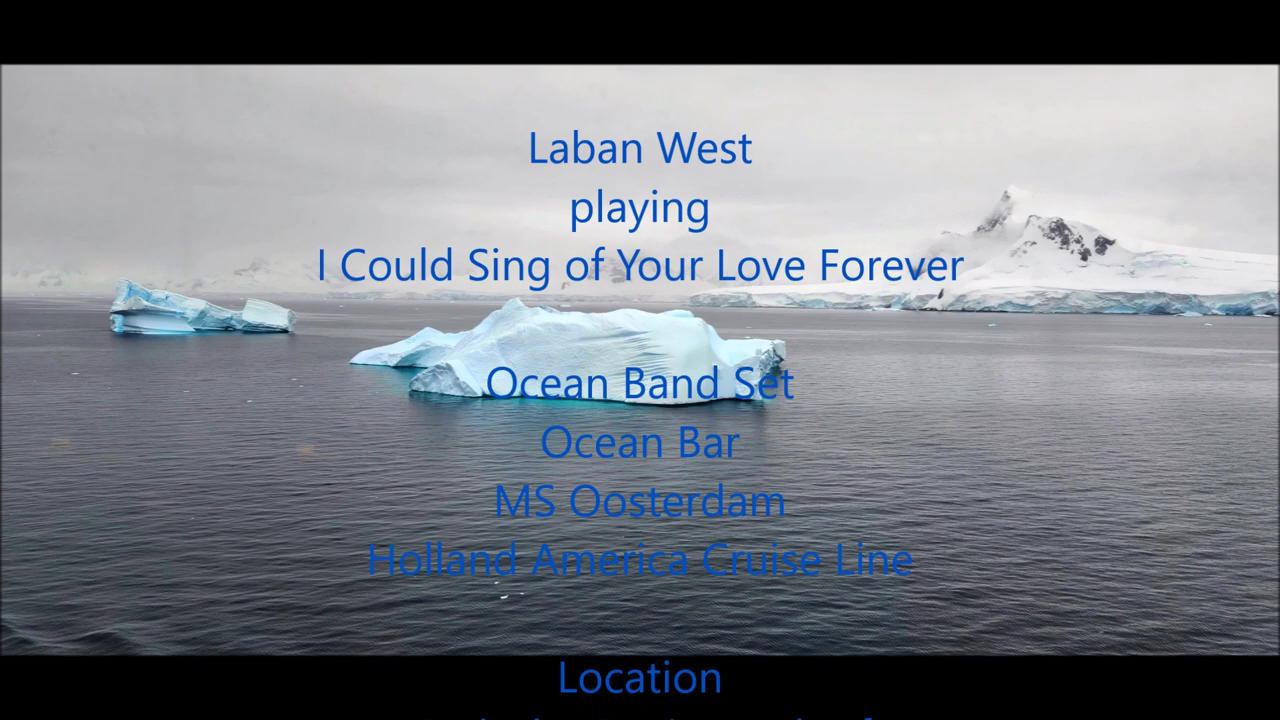 Laban West
playing
I Could Sing of Your Love Forever
Ocean Band Set
Ocean Bar
MS Oosterdam
Holland America Cruise Line
Location